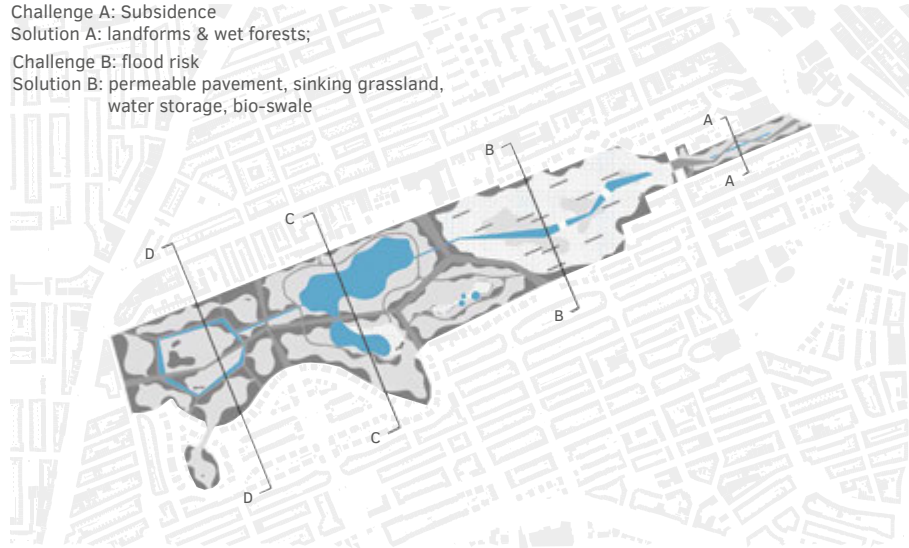 Challenge A: Subsidence
Solution A: landforms & wet forests;
Challenge B: flood risk
Solution B: permeable pavement, sinking grassland,
water storage, bio-swale
A
B
A
C
D
B
C
D